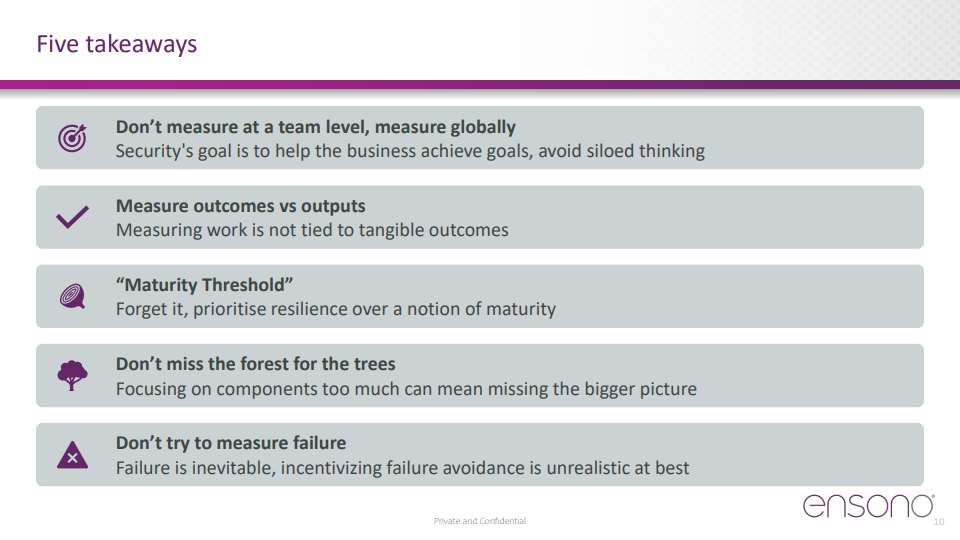 Five takeaways
Don’t measure at a team level, measure globally
Security's goal is to help the business achieve goals, avoid siloed thinking
Measure outcomes vs outputs
Measuring work is not tied to tangible outcomes
“Maturity Threshold”
Forget it, prioritise resilience over a notion of maturity
Don’t miss the forest for the trees
Focusing on components too much can mean missing the bigger picture
Don’t try to measure failure
Failure is inevitable, incentivizing failure avoidance is unrealistic at best
ensono
Private and Confidential
10